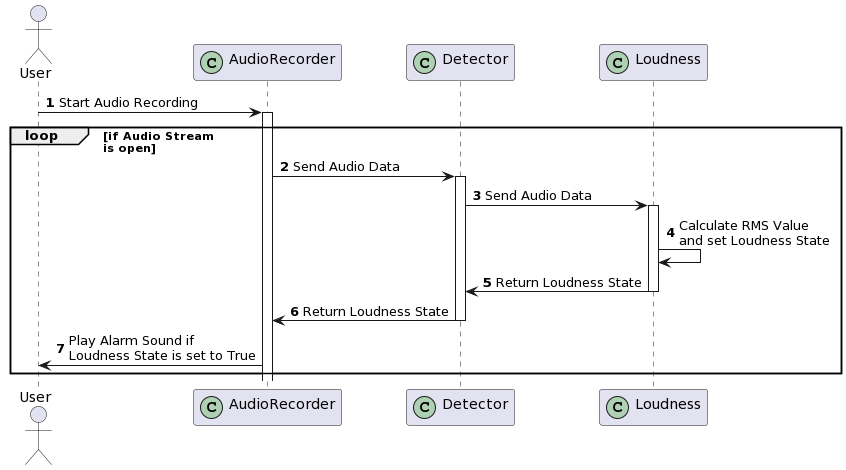 User
C AudioRecorder
C Detector
C Loudness
1 Start Audio Recording
loop
[if Audio Stream
is open]
2 Send Audio Data
3 Send Audio Data
4 Calculate RMS Value
and set Loudness State
5 Return Loudness State
6 Return Loudness State
7 Play Alarm Sound if
Loudness State is set to True
User
C AudioRecorder
C Detector
C Loudness